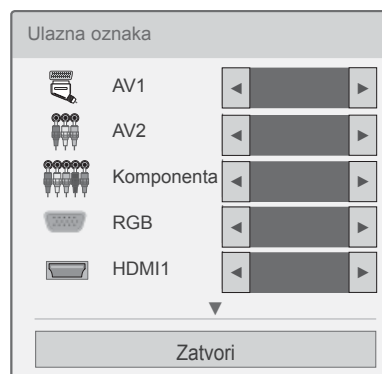 Ulazna oznaka
AV1
AV2
Komponenta
RGB
HDMI1
Zatvori